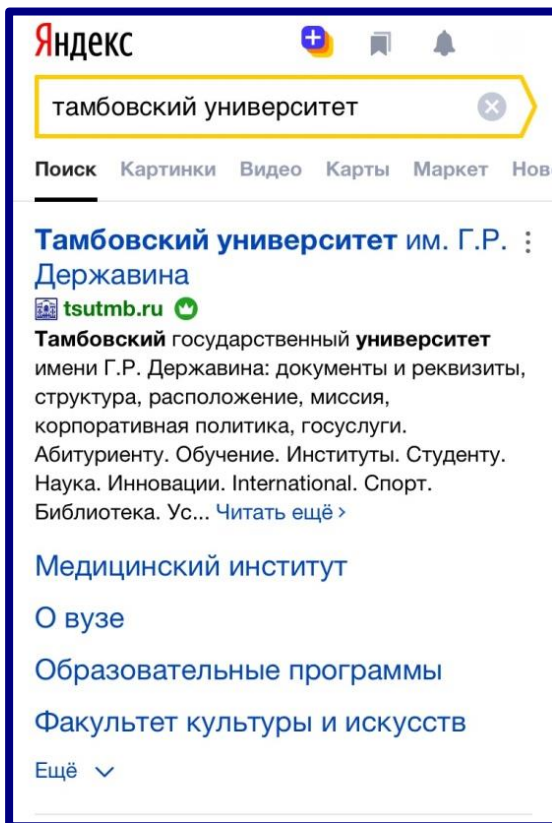 Яндекс
тамбовский университет
Поиск Картинки Видео Карты Маркет Нов
Тамбовский университет им. Г.Р.
Державина
tsutmb.ru
Тамбовский государственный университет
имени Г.Р. Державина: документы и реквизиты,
структура, расположение, миссия,
корпоративная политика, госуслуги.
Абитуриенту. Обучение. Институты. Студенту.
Наука. Инновации. International. Спорт.
Библиотека. Ус... Читать ещё ›
Медицинский институт
О вузе
Образовательные программы
Факультет культуры и искусств
Ещё